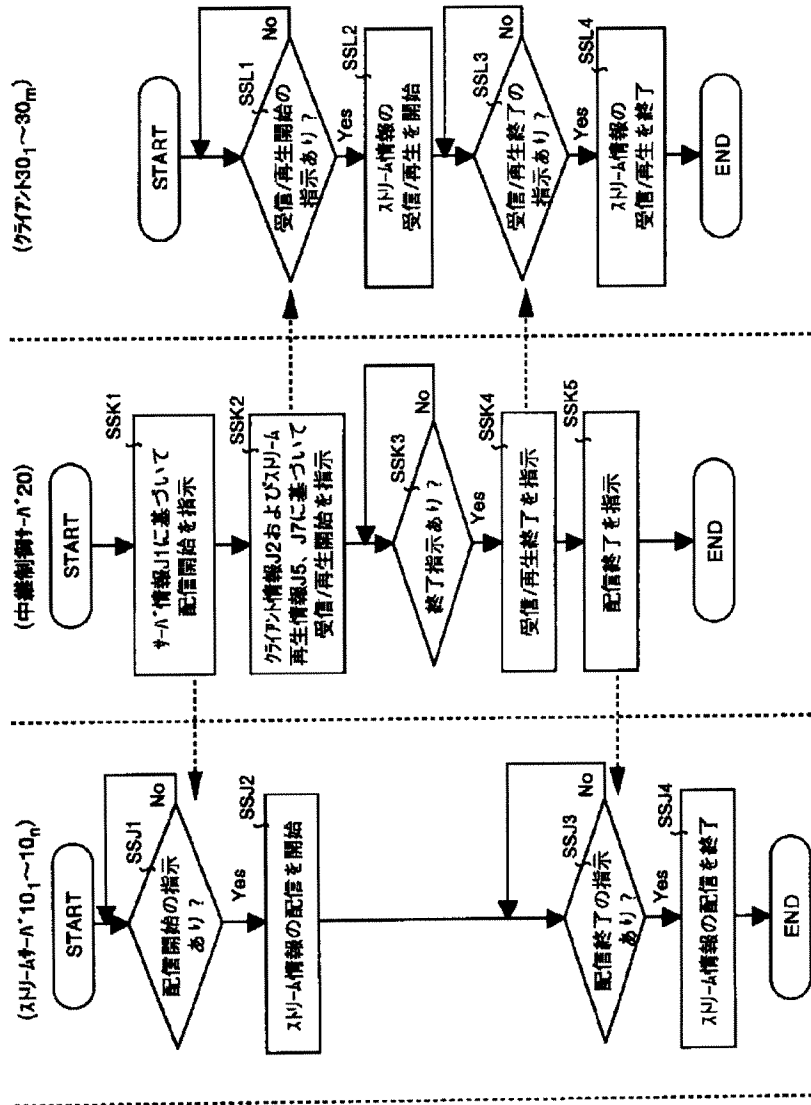 (ストリームサーバ10₁～10ₙ)
START
SSJ1
配信開始の指示
あり？
No
Yes
SSJ2
ストリーム情報の配信を開始
SSJ3
配信終了の指示
あり？
No
Yes
SSJ4
ストリーム情報の配信を終了
END
(中継制御サーバ20)
START
SSK1
サーバ情報J1に基づいて
配信開始を指示
SSK2
クライアント情報J2およびストリーム
再生情報J5、J7に基づいて
受信/再生開始を指示
SSK3
終了指示あり？
No
Yes
SSK4
受信/再生終了を指示
SSK5
配信終了を指示
END
(クライアント30₁～30ₘ)
START
SSL1
受信/再生開始の
指示あり？
No
Yes
SSL2
ストリーム情報の
受信/再生を開始
SSL3
受信/再生終了の
指示あり？
No
Yes
SSL4
ストリーム情報の
受信/再生を終了
END